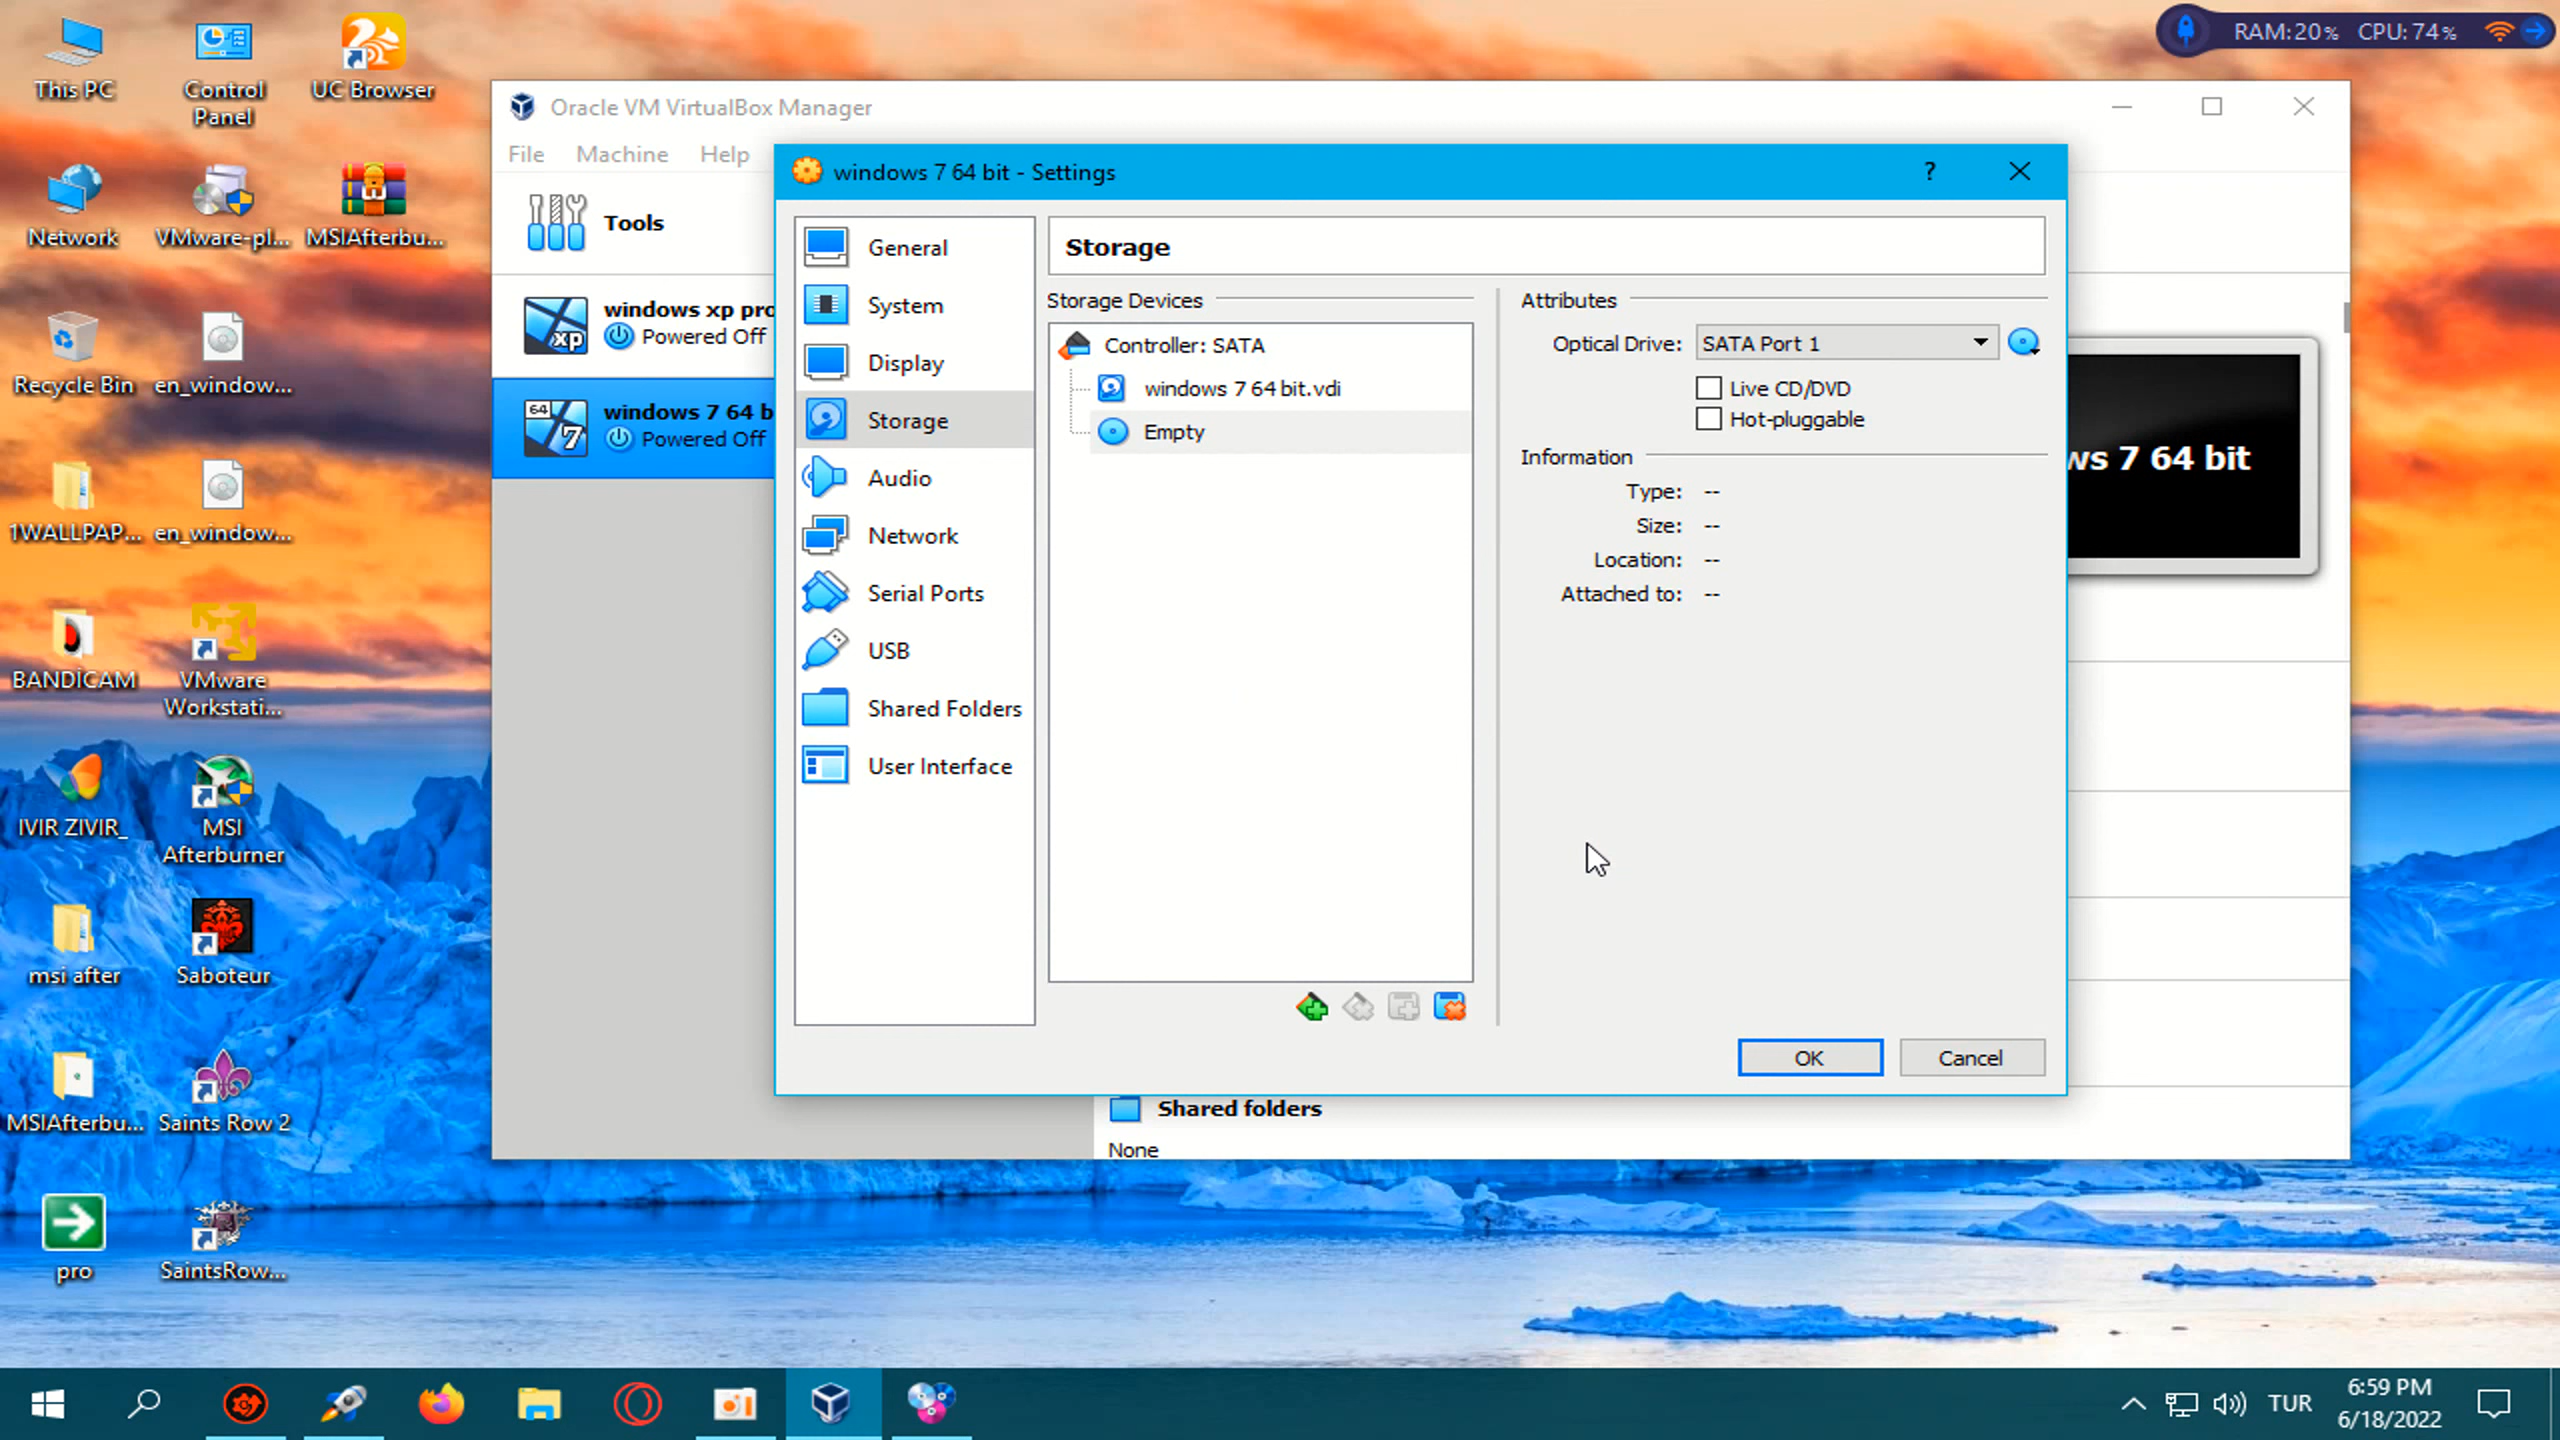 This PC
Control
Panel
UC Browser
Network
VMware-pl...
MSIAfterbu...
Recycle Bin
en_window...
1WALLPAP...
en_window...
BANDİCAM
VMware
Workstati...
IVIR ZIVIR_
MSI
Afterburner
msi after
Saboteur
MSIAfterbu...
Saints Row 2
pro
SaintsRow...
RAM:20% CPU:74%
Oracle VM VirtualBox Manager
File Machine Help
Tools
xp
windows xp pro
Powered Off
64
7
windows 7 64 b
Powered Off
windows 7 64 bit - Settings
?
General
System
Display
Storage
Audio
Network
Serial Ports
USB
Shared Folders
User Interface
Storage
Storage Devices
Controller: SATA
windows 7 64 bit.vdi
Empty
Attributes
Optical Drive: SATA Port 1
Live CD/DVD
Hot-pluggable
Information
Type: --
Size: --
Location: --
Attached to: --
OK
Cancel
ws 7 64 bit
Shared folders
None
TUR
6:59 PM
6/18/2022